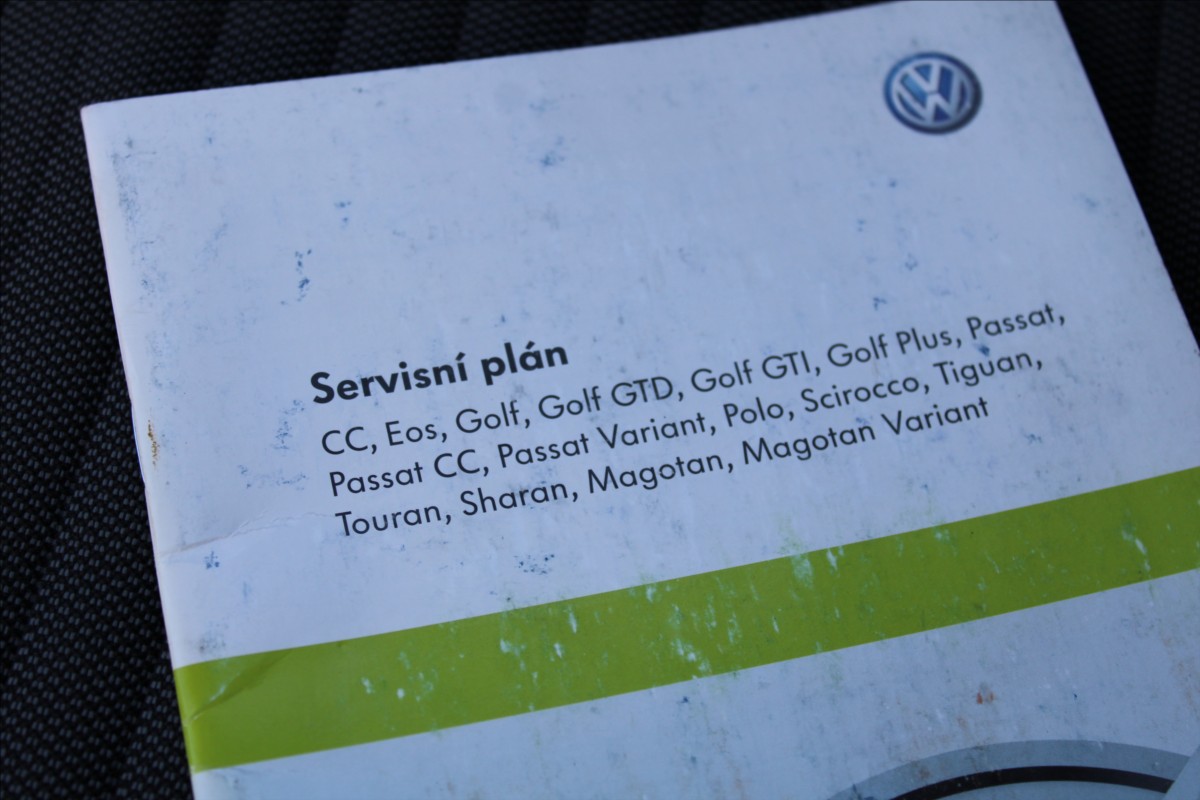 Servisní plán
CC, Eos, Golf, Golf GTD, Golf GTI, Golf Plus, Passat,
Passat CC, Passat Variant, Polo, Scirocco, Tiguan,
Touran, Sharan, Magotan, Magotan Variant